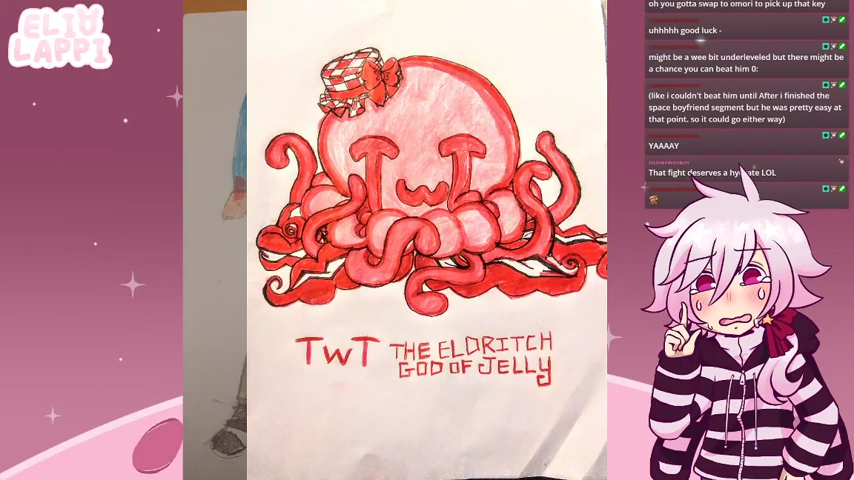 ELIU
LAPPI
oh you gotta swap to omori to pick up that key
uhhhhh good luck -
might be a wee bit underleveled but there might be
a chance you can beat him 0:
(like i couldn't beat him until After i finished the
space boyfriend segment but he was pretty easy at
that point. so it could go either way)
YAAAAY
That fight deserves a hydrate LOL
TwT
TwT THE ELDRITCH
GOD OF JELLy